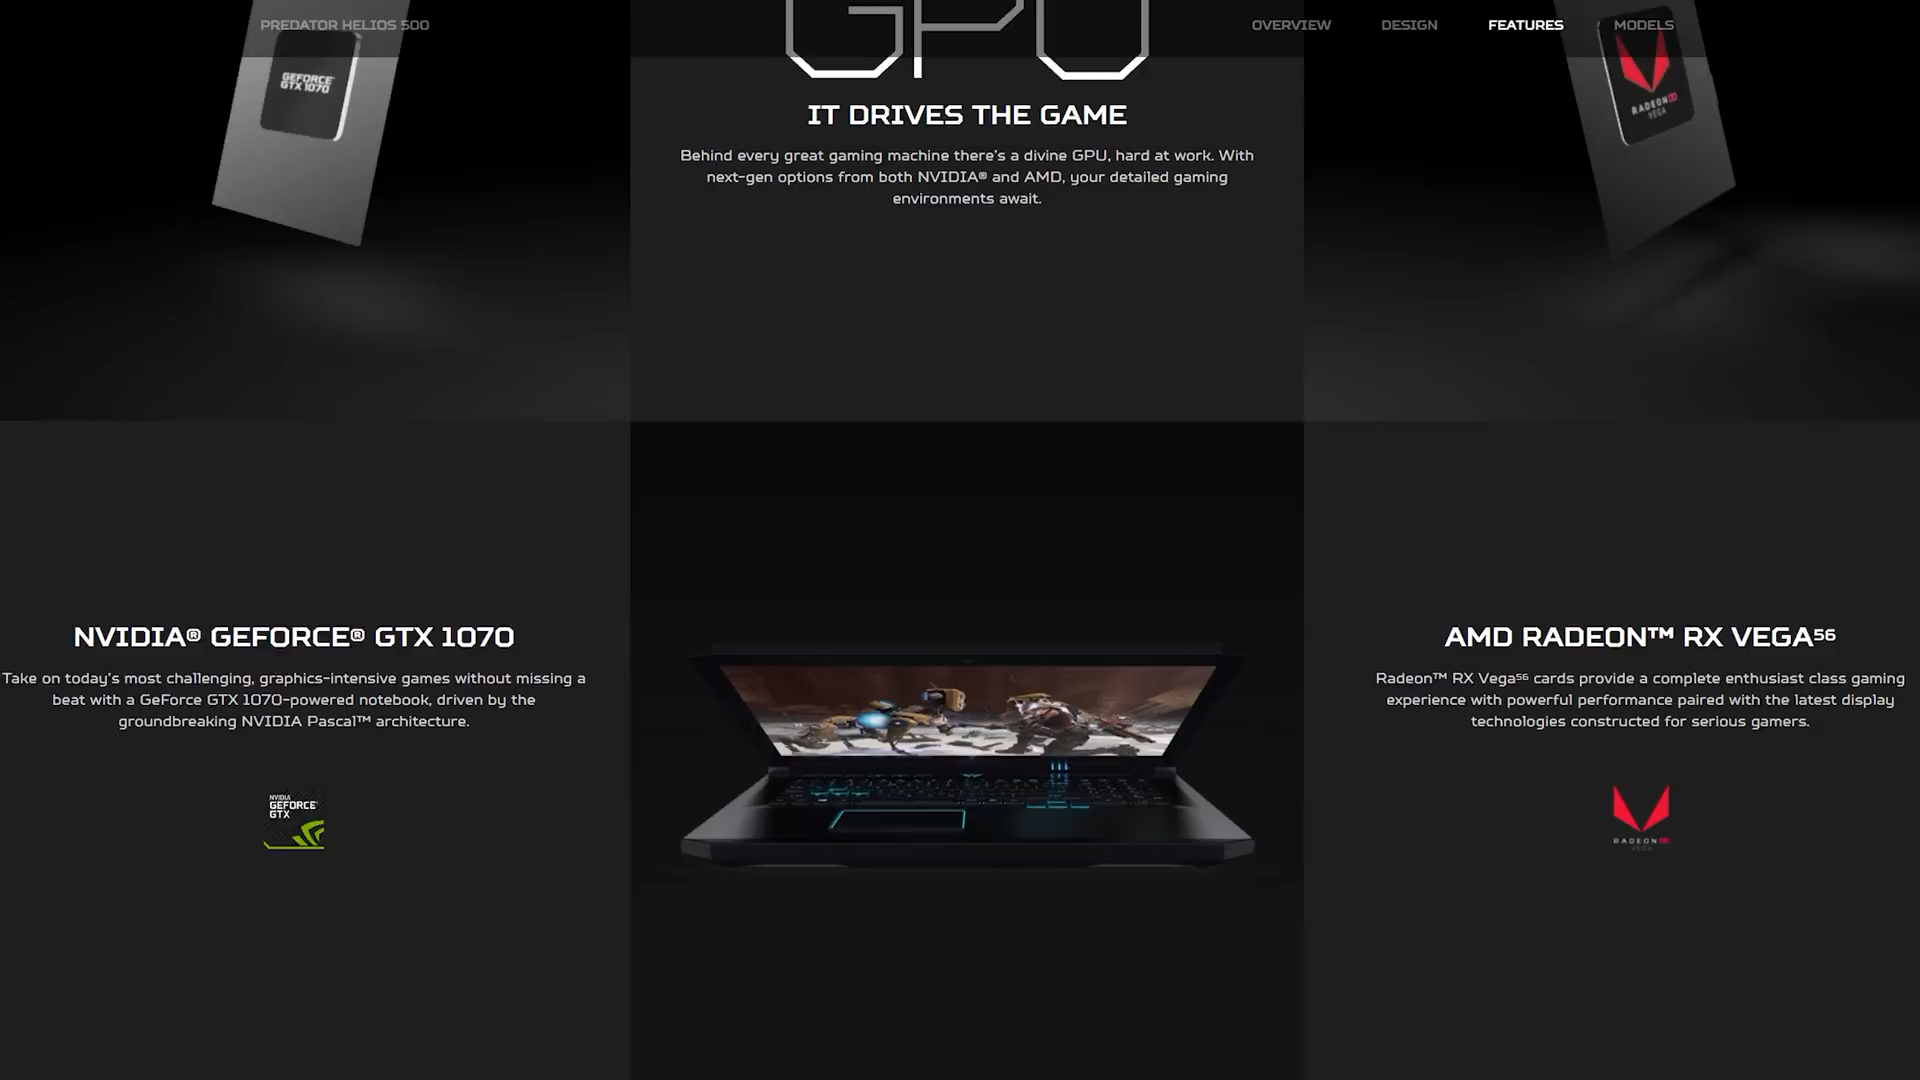 PREDATOR HELIOS 500
OVERVIEW
DESIGN
FEATURES
MODELS
GEFORCE®
GTX 1070
GPU
RADEON
VEGA
IT DRIVES THE GAME
Behind every great gaming machine there's a divine GPU, hard at work. With
next-gen options from both NVIDIA® and AMD, your detailed gaming
environments await.
NVIDIA® GEFORCE® GTX 1070
Take on today's most challenging, graphics-intensive games without missing a
beat with a GeForce GTX 1070-powered notebook, driven by the
groundbreaking NVIDIA Pascal™ architecture.
NVIDIA
GEFORCE®
GTX
AMD RADEON™ RX VEGA⁵⁶
Radeon™ RX Vega⁵⁶ cards provide a complete enthusiast class gaming
experience with powerful performance paired with the latest display
technologies constructed for serious gamers.
RADEON
VEGA